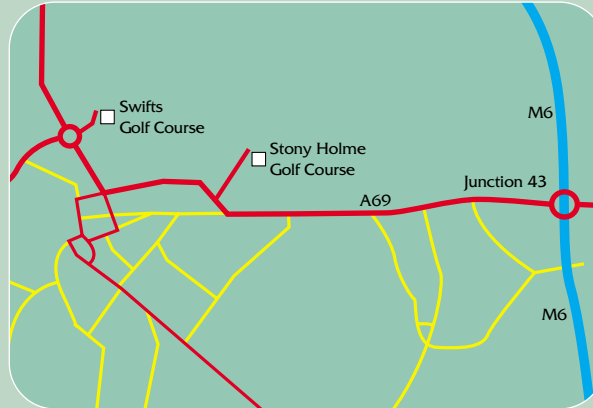 Swifts
Golf Course
M6
Stony Holme
Golf Course
Junction 43
A69
M6